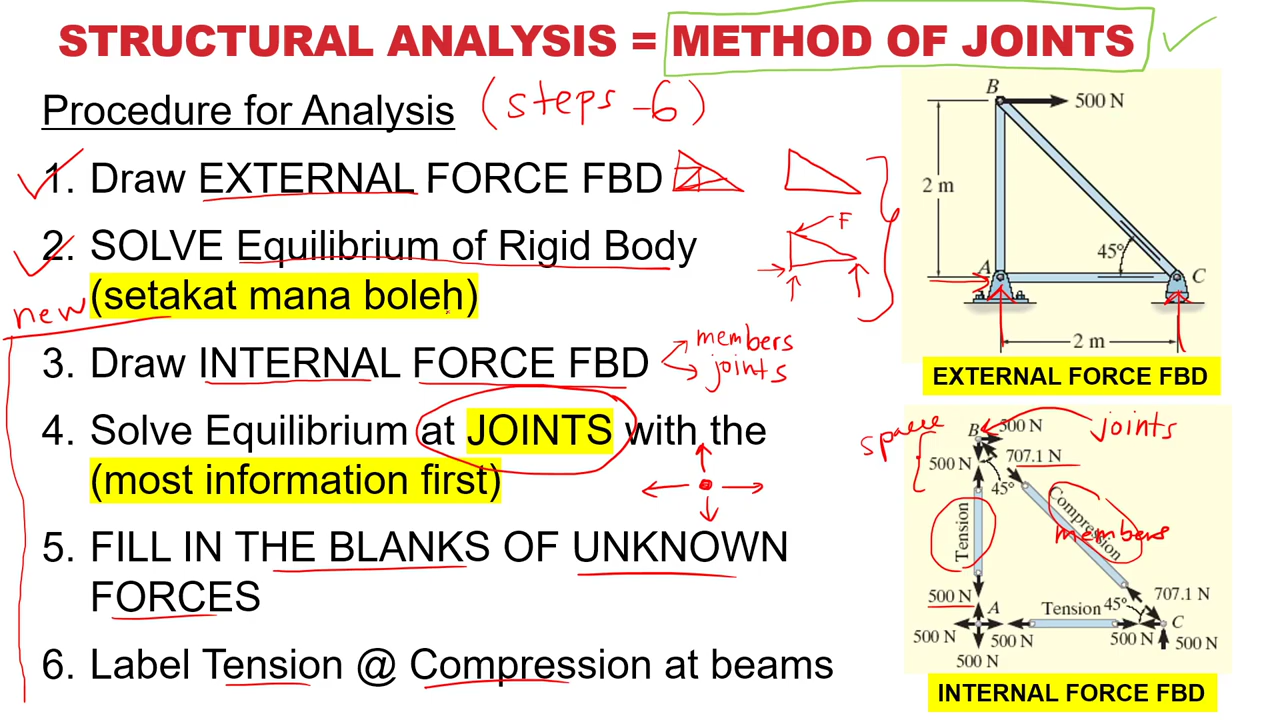 STRUCTURAL ANALYSIS = METHOD OF JOINTS
Procedure for Analysis (steps -6)
1. Draw EXTERNAL FORCE FBD
2. SOLVE Equilibrium of Rigid Body
(setakat mana boleh)
F
new
3. Draw INTERNAL FORCE FBD
members
joints
4. Solve Equilibrium at JOINTS with the
(most information first)
5. FILL IN THE BLANKS OF UNKNOWN
FORCES
6. Label Tension @ Compression at beams
B
500 N
2 m
45°
A
C
2 m
EXTERNAL FORCE FBD
space
B 500 N
joints
500 N
707.1 N
45°
Tension
Compression
members
500 N
A
Tension
45°
707.1 N
C
500 N
500 N
500 N
500 N
500 N
INTERNAL FORCE FBD